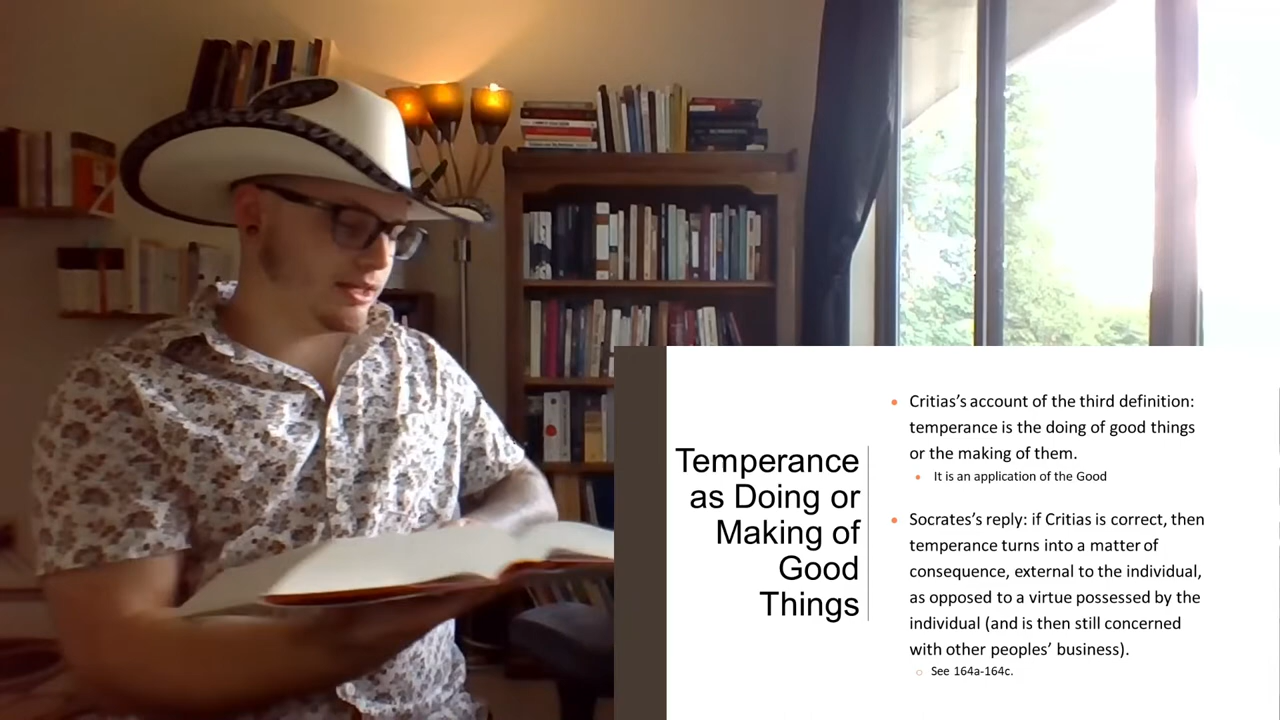 Temperance
as Doing or
Making of
Good
Things
Critias's account of the third definition:
temperance is the doing of good things
or the making of them.
It is an application of the Good
Socrates's reply: if Critias is correct, then
temperance turns into a matter of
consequence, external to the individual,
as opposed to a virtue possessed by the
individual (and is then still concerned
with other peoples' business).
See 164a-164c.